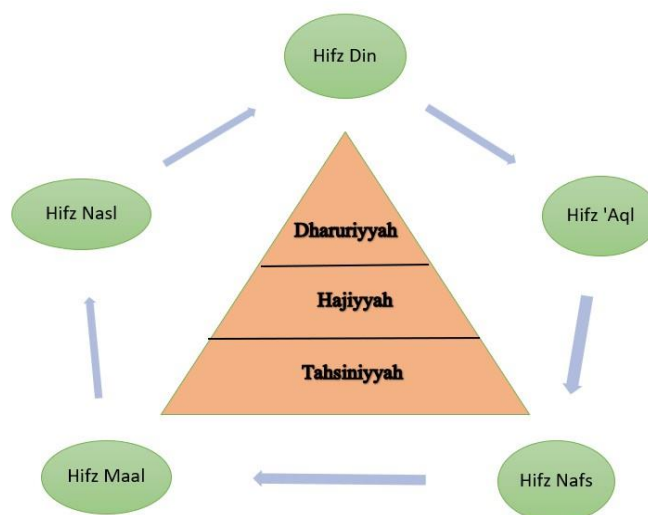 Hifz Din
Hifz Nasl
Hifz 'Aql
Dharuriyyah
Hajiyyah
Tahsiniyyah
Hifz Maal
Hifz Nafs